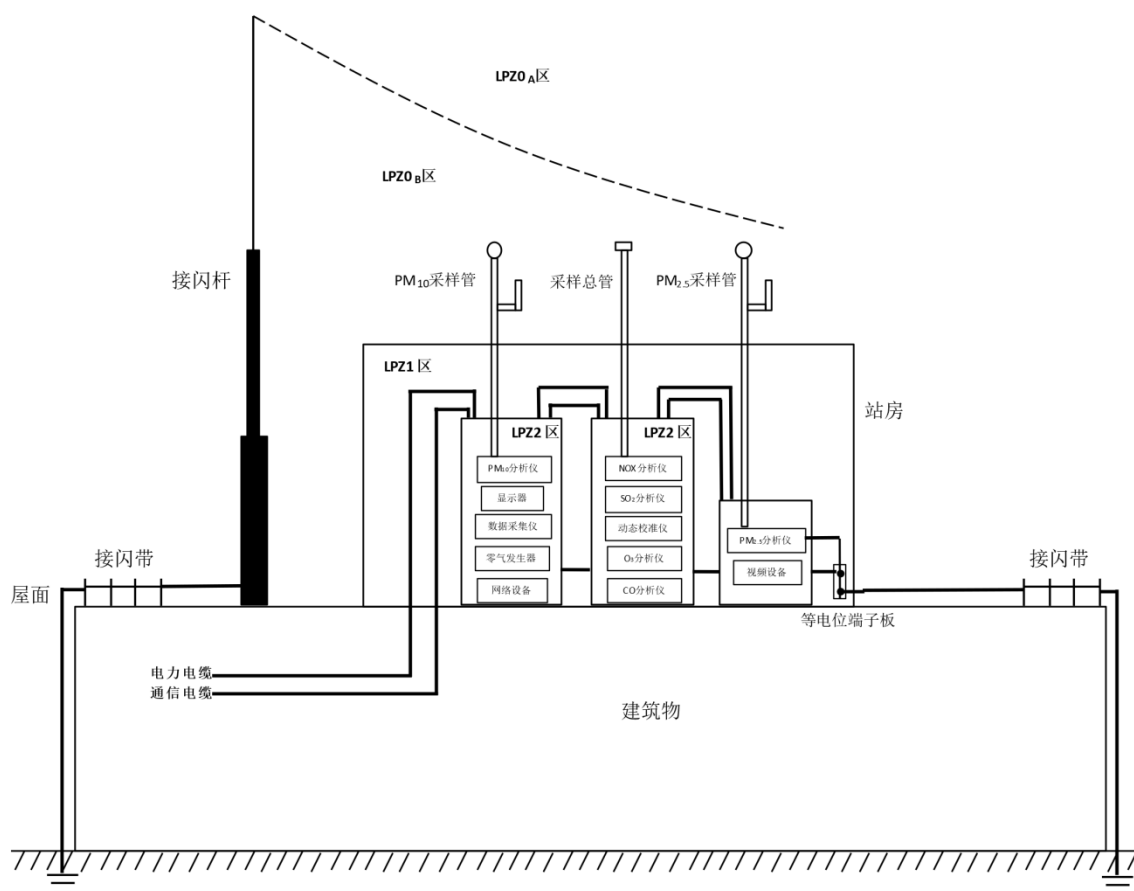 LPZ0 A区
LPZ0 B区
接闪杆
PM10采样管
采样总管
PM2.5采样管
LPZ1 区
站房
LPZ2 区
LPZ2 区
PM10分析仪
显示器
数据采集仪
零气发生器
网络设备
NOX分析仪
SO2分析仪
动态校准仪
O3分析仪
CO分析仪
PM2.5分析仪
视频设备
接闪带
接闪带
屋面
等电位端子板
电力电缆
通信电缆
建筑物